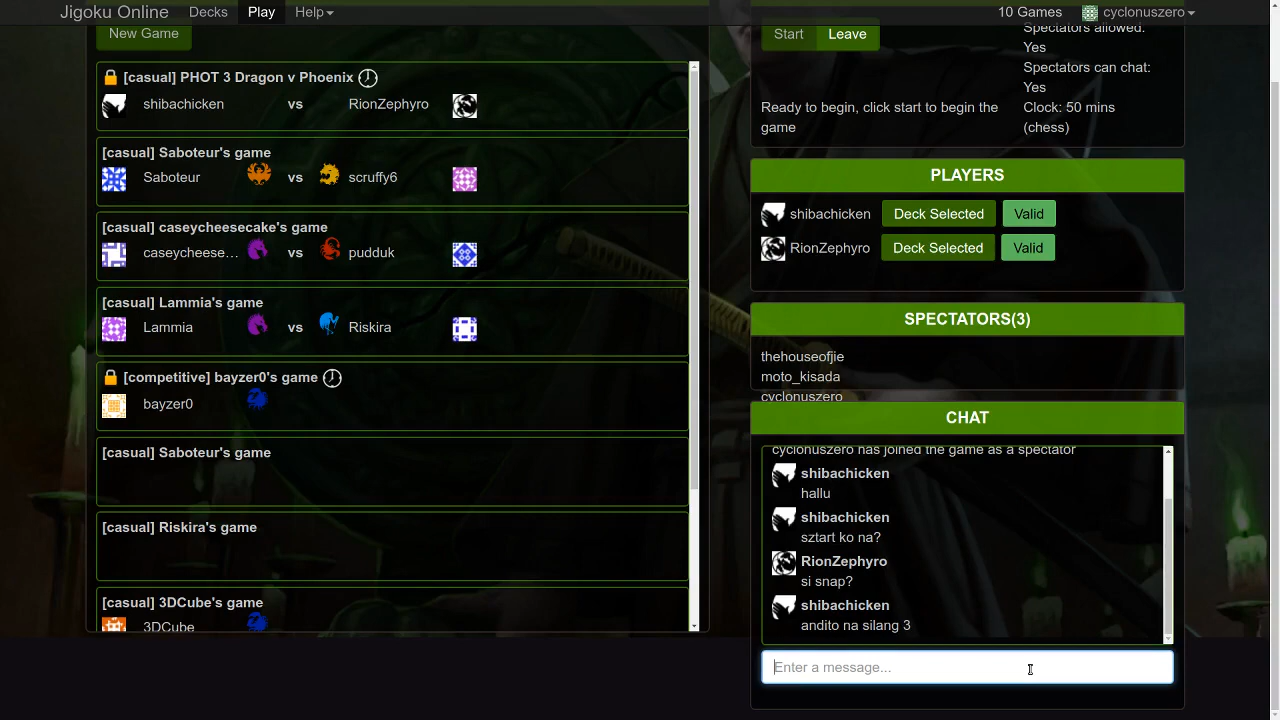 Jigoku Online Decks Play Help 10 Games cyclonuszero
New Game
[casual] PHOT 3 Dragon v Phoenix
shibachicken vs RionZephyro
[casual] Saboteur's game
Saboteur vs scruffy6
[casual] caseycheesecake's game
caseycheese... vs pudduk
[casual] Lammia's game
Lammia vs Riskira
[competitive] bayzer0's game
bayzer0
[casual] Saboteur's game
[casual] Riskira's game
[casual] 3DCube's game
3DCube
Start Leave
Ready to begin, click start to begin the
game
Spectators allowed:
Yes
Spectators can chat:
Yes
Clock: 50 mins
(chess)
PLAYERS
shibachicken Deck Selected Valid
RionZephyro Deck Selected Valid
SPECTATORS(3)
thehouseofjie
moto_kisada
cyclonuszero
CHAT
cyclonuszero has joined the game as a spectator
shibachicken
hallu
shibachicken
sztart ko na?
RionZephyro
si snap?
shibachicken
andito na silang 3
Enter a message...